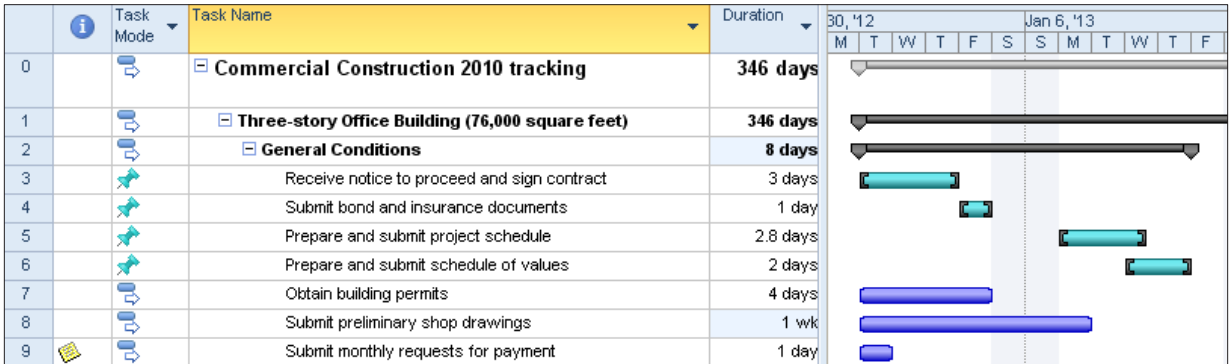 Task Mode Task Name Duration 30, '12 Jan 6, '13
M T W T F S S M T W T F
0 Commercial Construction 2010 tracking 346 days
1 Three-story Office Building (76,000 square feet) 346 days
2 General Conditions 8 days
3 Receive notice to proceed and sign contract 3 days
4 Submit bond and insurance documents 1 day
5 Prepare and submit project schedule 2.8 days
6 Prepare and submit schedule of values 2 days
7 Obtain building permits 4 days
8 Submit preliminary shop drawings 1 wk
9 Submit monthly requests for payment 1 day